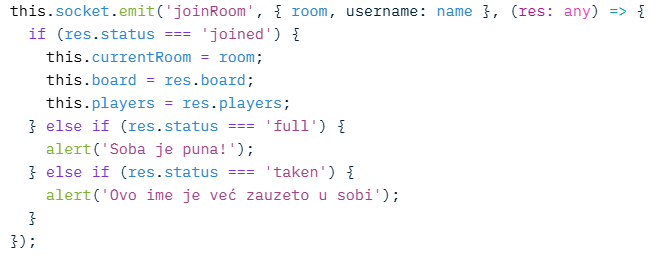 this.socket.emit('joinRoom', { room, username: name }, (res: any) => {
  if (res.status === 'joined') {
    this.currentRoom = room;
    this.board = res.board;
    this.players = res.players;
  } else if (res.status === 'full') {
    alert('Soba je puna!');
  } else if (res.status === 'taken') {
    alert('Ovo ime je već zauzeto u sobi');
  }
});